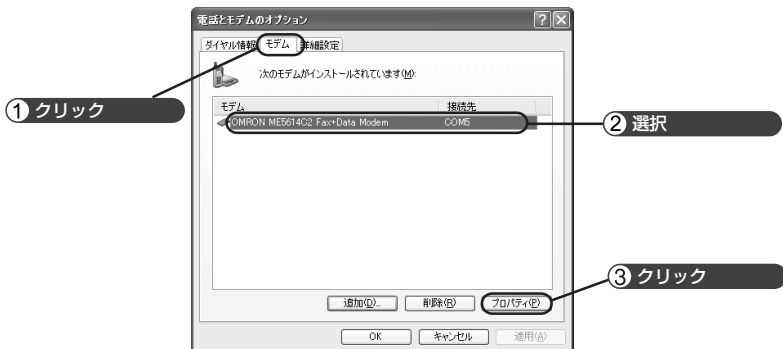 電話とモデムのオプション
ダイヤル情報 モデム 詳細設定
次のモデムがインストールされています(M):
① クリック
モデム 接続先
OMRON ME5614C2 Fax+Data Modem COM5
② 選択
③ クリック
追加(D)... 削除(R) プロパティ(P)
OK キャンセル 適用(A)